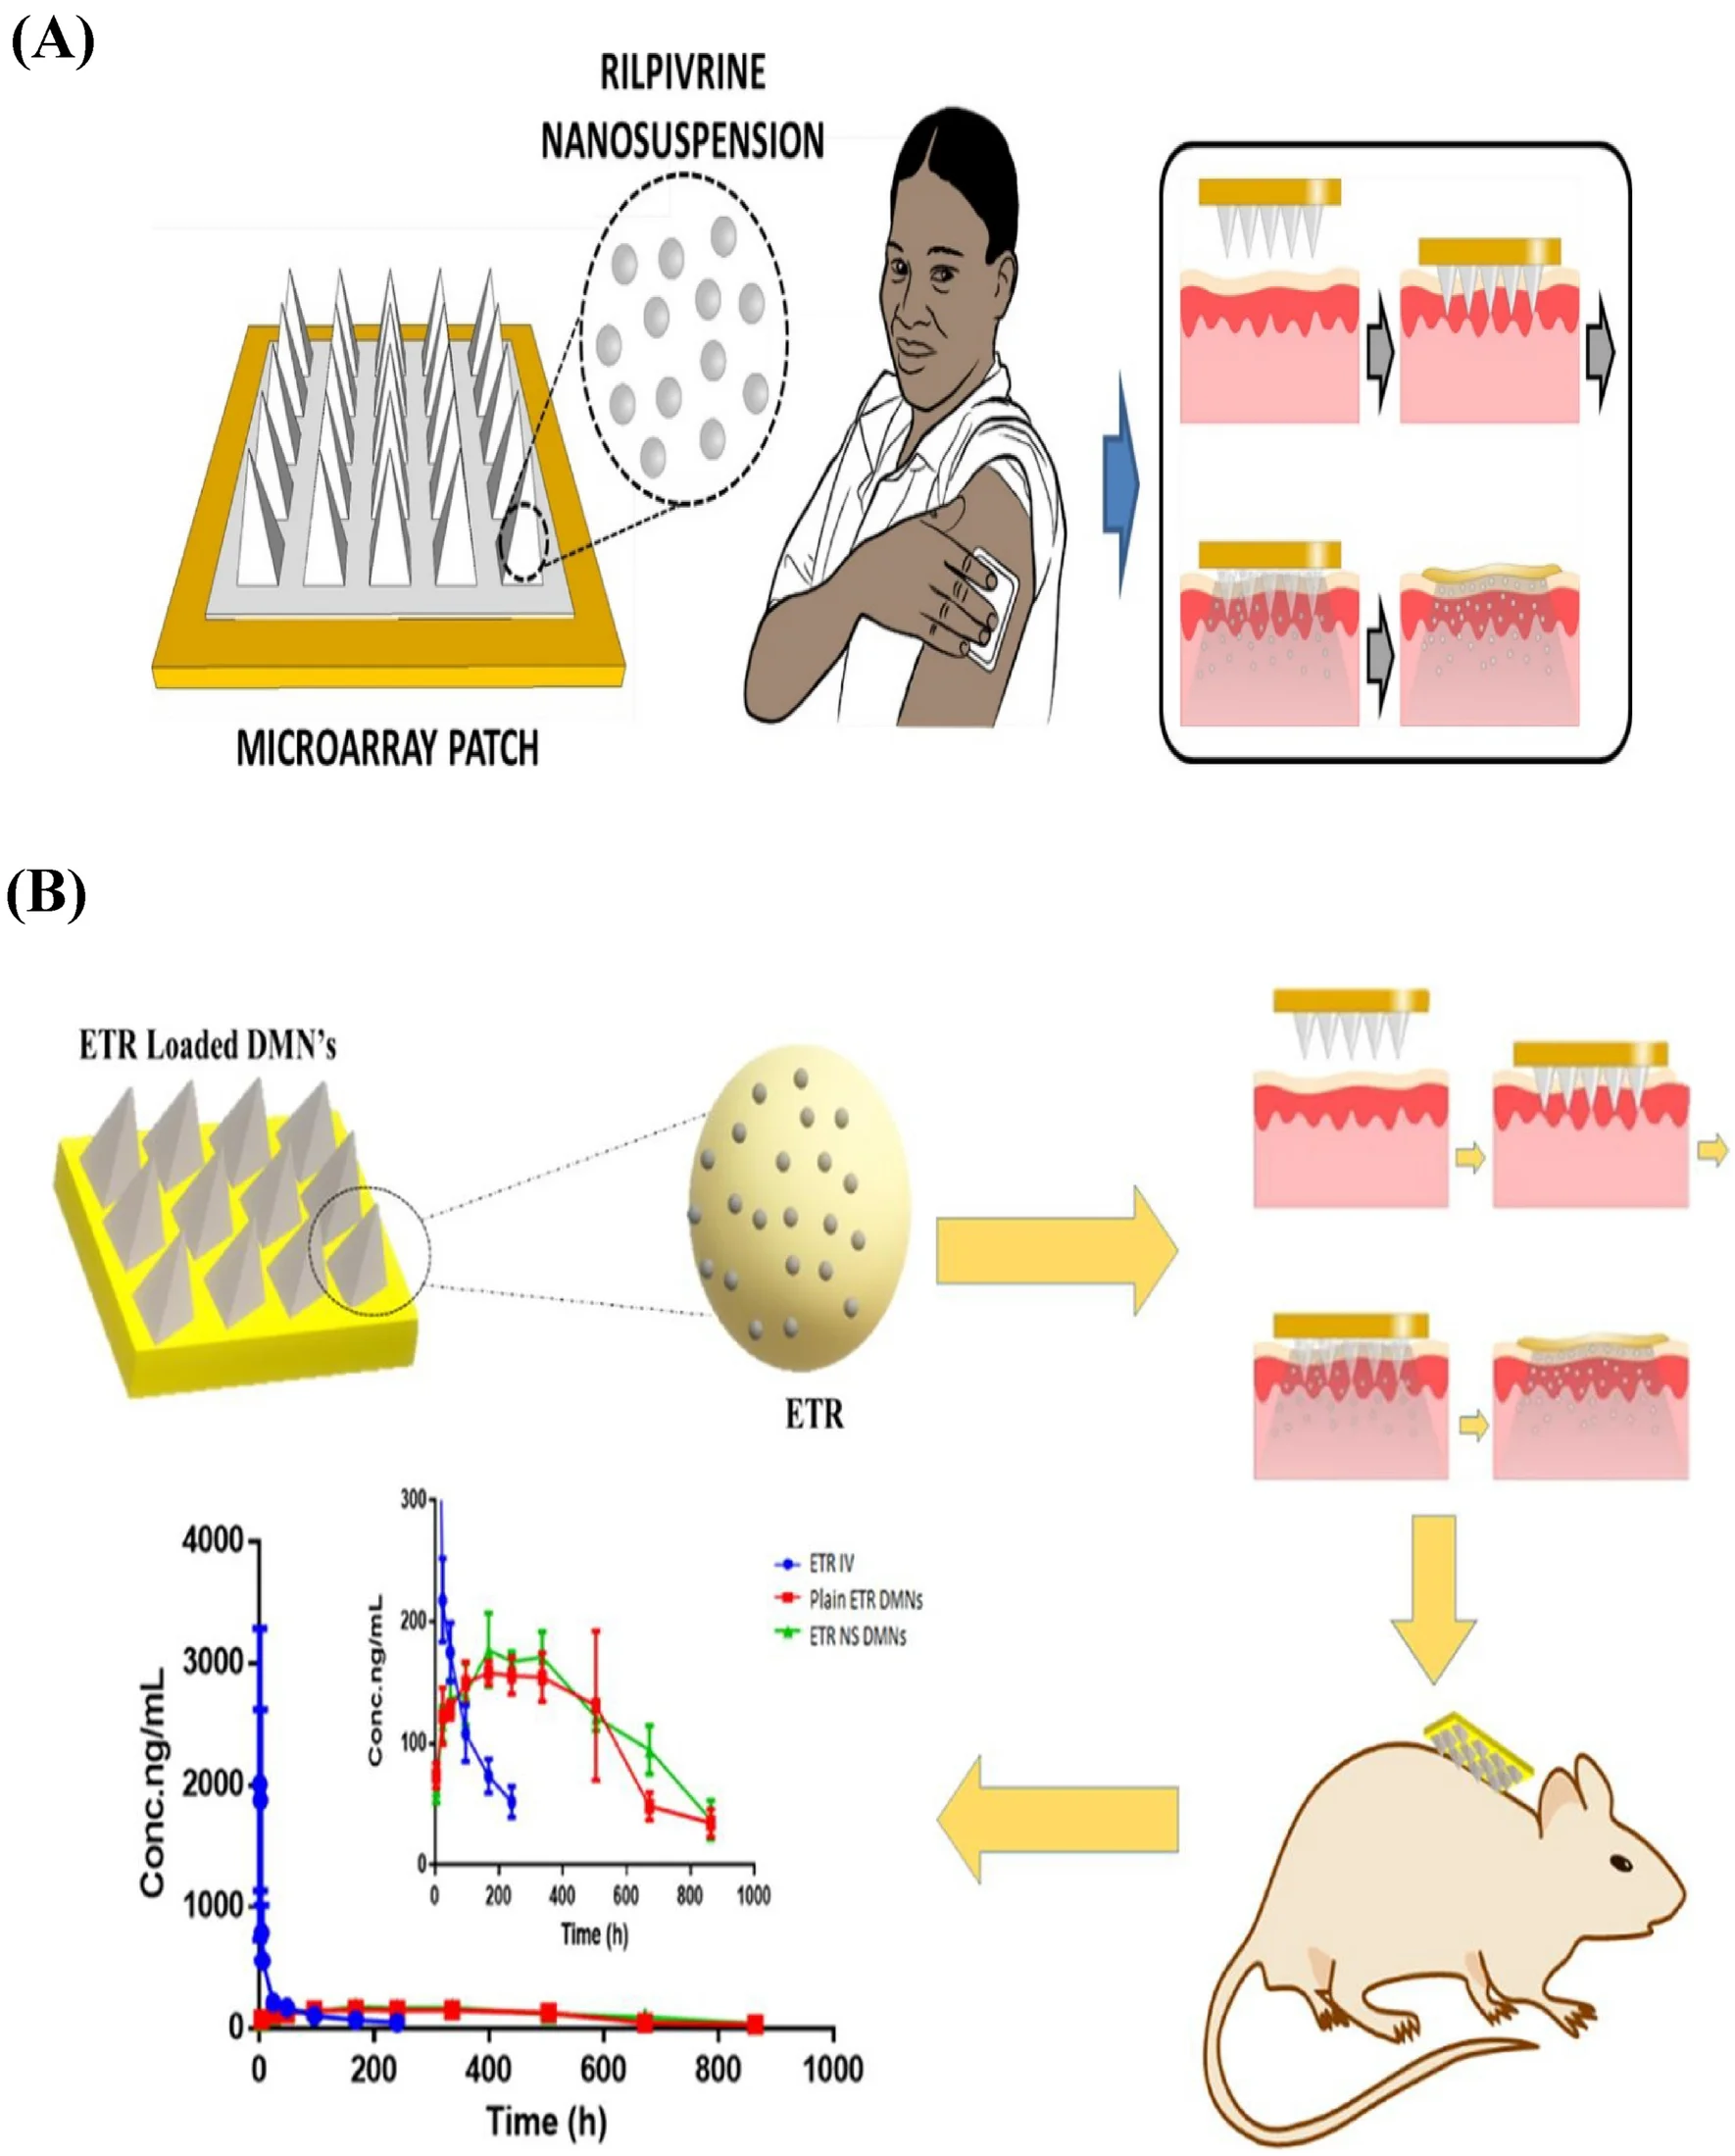 (A)
RILPIVRINE
NANOSUSPENSION
MICROARRAY PATCH
(B)
ETR Loaded DMN's
ETR
4000
3000
2000
1000
0
Conc.ng/mL
0 200 400 600 800 1000
Time (h)
300
200
100
0
Conc.ng/mL
0 200 400 600 800 1000
Time (h)
ETR IV
Plain ETR DMNs
ETR NS DMNs